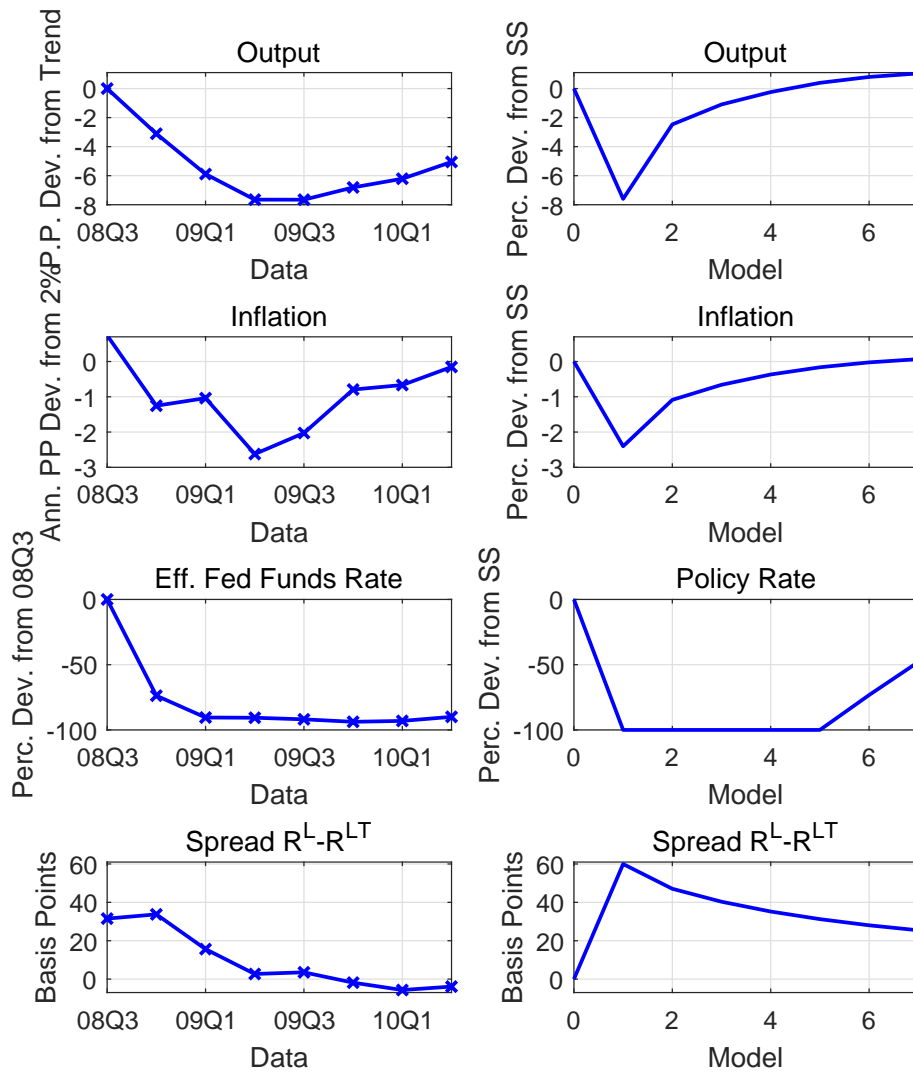 Output
P.P. Dev. from Trend
0
-2
-4
-6
-8
08Q3 09Q1 09Q3 10Q1
Data
Output
Perc. Dev. from SS
0
-2
-4
-6
-8
0 2 4 6
Model
Inflation
Ann. PP Dev. from 2%
0
-1
-2
-3
08Q3 09Q1 09Q3 10Q1
Data
Inflation
Perc. Dev. from SS
0
-1
-2
-3
0 2 4 6
Model
Eff. Fed Funds Rate
Perc. Dev. from 08Q3
0
-50
-100
08Q3 09Q1 09Q3 10Q1
Data
Policy Rate
Perc. Dev. from SS
0
-50
-100
0 2 4 6
Model
Spread R^L-R^LT
Basis Points
60
40
20
0
08Q3 09Q1 09Q3 10Q1
Data
Spread R^L-R^LT
Basis Points
60
40
20
0
0 2 4 6
Model